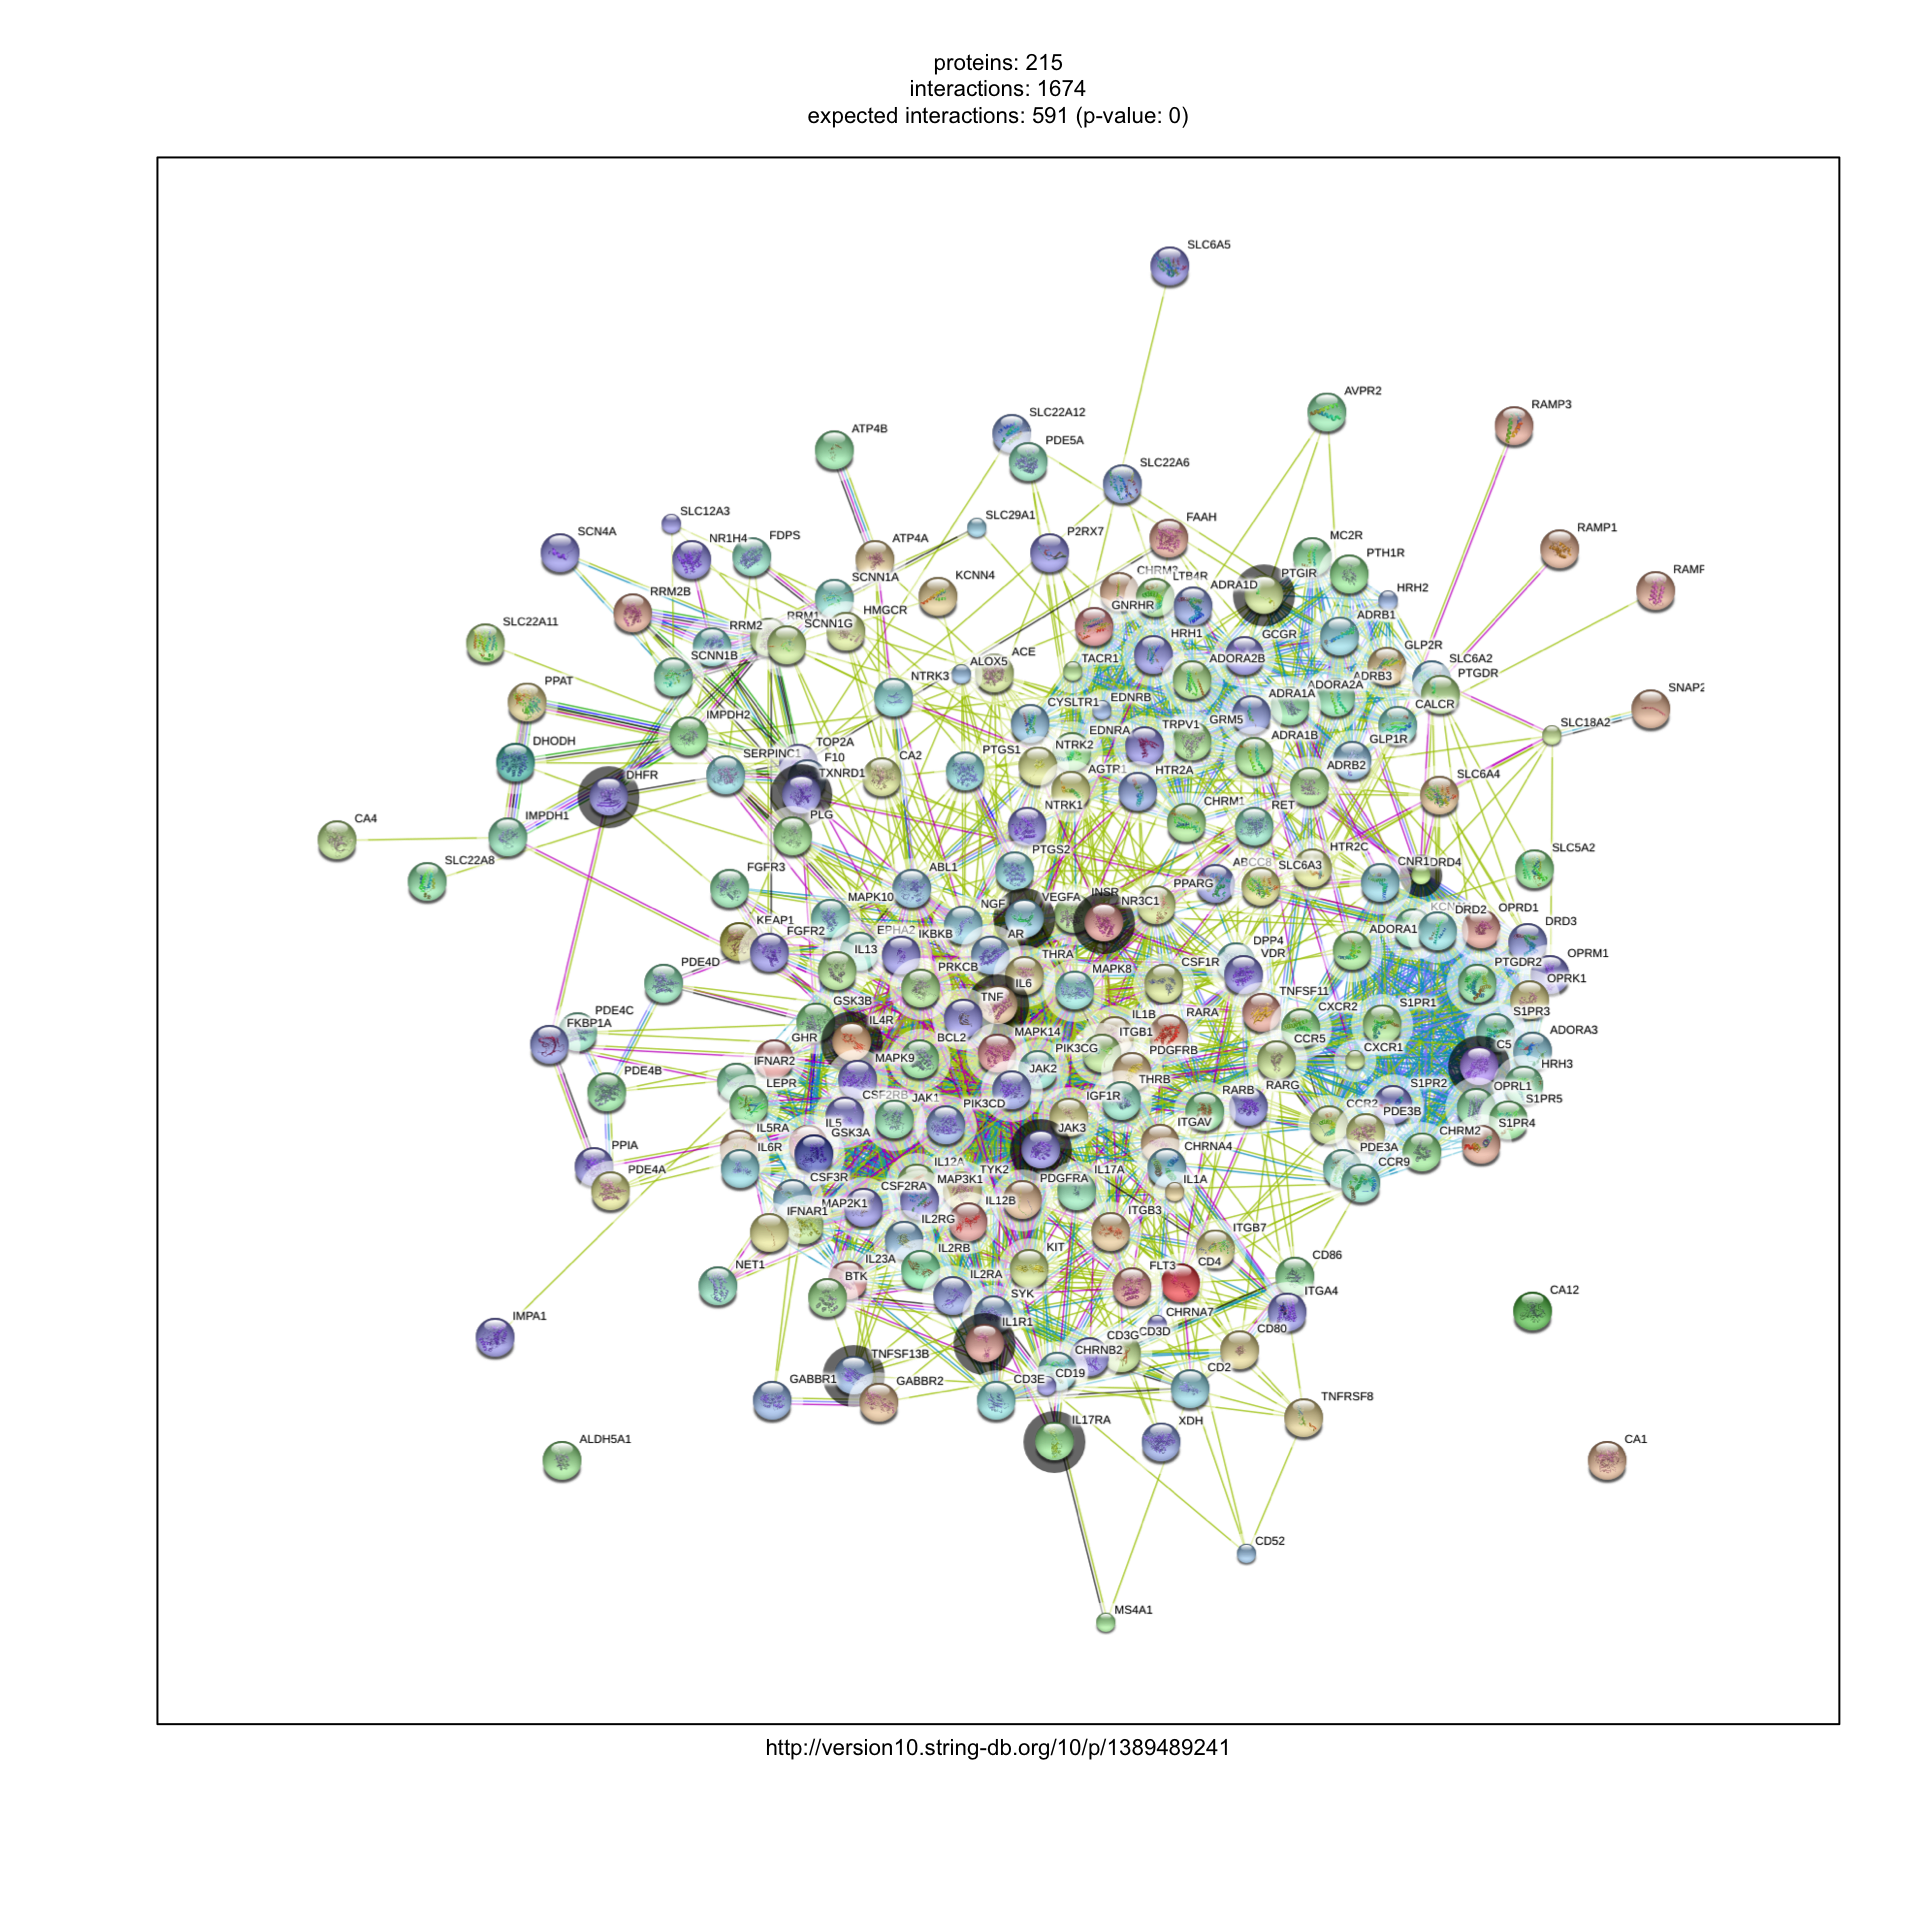 proteins: 215
interactions: 1674
expected interactions: 591 (p-value: 0)
SLC6A5
AVPR2
RAMP3
SLC22A12
ATP4B
PDE5A
SLC22A6
SLC12A3
SLC29A1
FAAH
RAMP1
SCN4A
NR1H4
FDPS
ATP4A
P2RX7
MC2R
PTH1R
SCNN1A
KCNN4
LTB4R
ADRA1D
PTGIR
HRH2
RRM2B
HMGCR
GNRHR
ADRB1
SLC22A11
RRM2
SCNN1G
HRH1
GCGR
GLP2R
SCNN1B
ALOX5
ACE
TACR1
ADORA2B
SLC6A2
PTGDR
NTRK3
ADORA2A
ADRB3
PPAT
CYSLTR1
EDNRB
ADRA1A
CALCR
SNAP2
IMPDH2
EDNRA
TRPV1
GRM5
SLC18A2
DHODH
SERPINC1
TOP2A
F10
CA2
PTGS1
NTRK2
ADRA1B
GLP1R
DHFR
TXNRD1
AGTR1
HTR2A
ADRB2
SLC6A4
CA4
IMPDH1
PLG
NTRK1
CHRM1
RET
SLC22A8
FGFR3
ABL1
PTGS2
ABCC8
SLC6A3
HTR2C
CNR1
DRD4
SLC5A2
MAPK10
NGF
VEGFA
INSR
NR3C1
PPARG
KEAP1
FGFR2
EPHA2
IKBKB
AR
ADORA1
DRD2
OPRD1
DRD3
IL13
THRA
DPP4
VDR
OPRM1
PDE4D
PRKCB
IL6
MAPK8
CSF1R
PTGDR2
OPRK1
GSK3B
TNF
TNFSF11
CXCR2
S1PR1
S1PR3
PDE4C
FKBP1A
GHR
IL4R
BCL2
MAPK14
IL1B
ITGB1
RARA
CCR5
CXCR1
C5
ADORA3
IFNAR2
MAPK9
PIK3CG
PDGFRB
HRH3
PDE4B
LEPR
CSF2RB
JAK1
JAK2
PIK3CD
THRB
IGF1R
RARB
RARG
S1PR2
OPRL1
S1PR5
IL5RA
IL5
GSK3A
JAK3
ITGAV
CCR2
PDE3B
S1PR4
PPIA
IL6R
CHRNA4
PDE3A
CHRM2
PDE4A
CSF3R
IL12A
TYK2
IL17A
CCR9
CSF2RA
MAP3K1
PDGFRA
IL1A
IFNAR1
MAP2K1
IL2RG
IL12B
ITGB3
ITGB7
NET1
IL23A
IL2RB
KIT
CD86
BTK
IL2RA
FLT3
CD4
ITGA4
CA12
IMPA1
SYK
IL1R1
CHRNA7
CD3G
CD3D
CD80
TNFSF13B
CHRNB2
GABBR1
GABBR2
CD3E
CD19
CD2
TNFRSF8
ALDH5A1
IL17RA
XDH
CA1
CD52
MS4A1
http://version10.string-db.org/10/p/1389489241